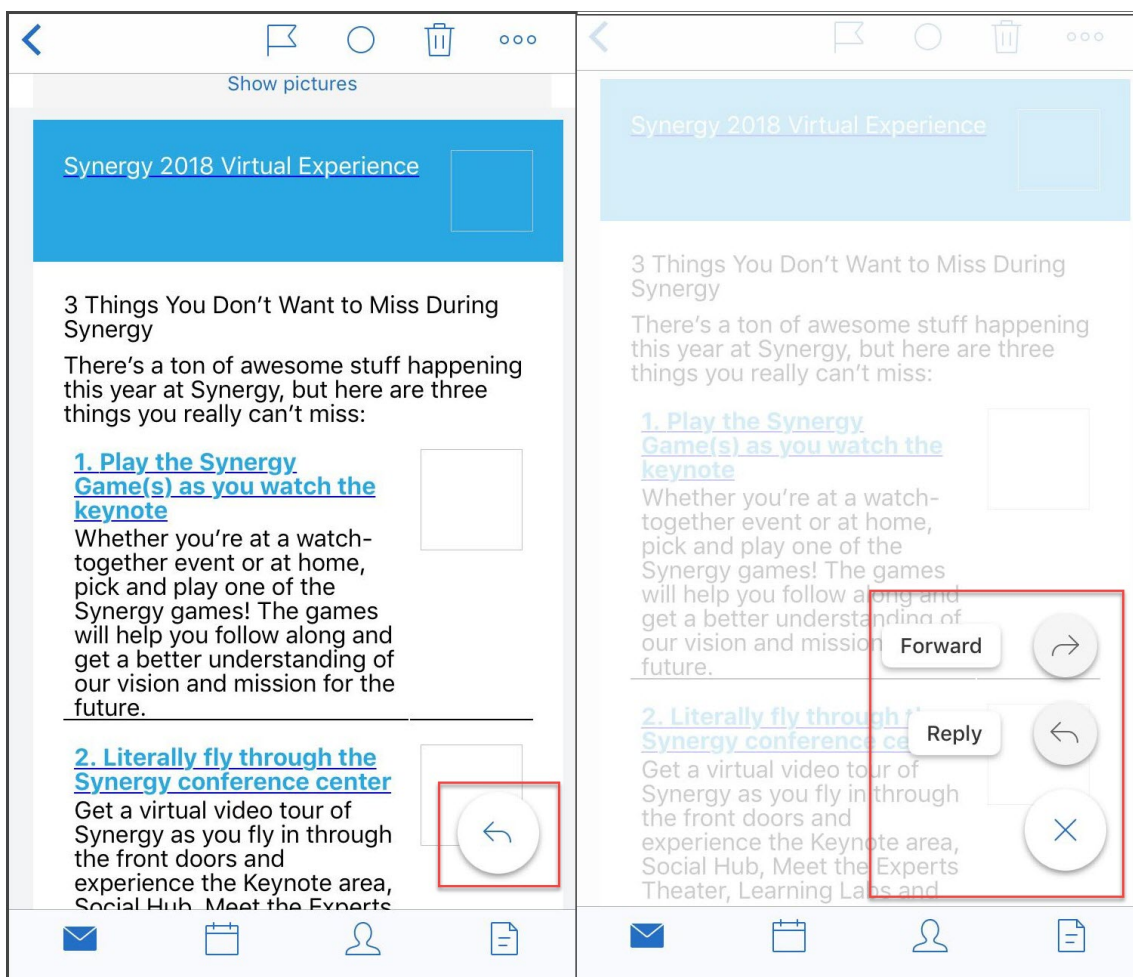 Show pictures
Synergy 2018 Virtual Experience
3 Things You Don't Want to Miss During
Synergy
There's a ton of awesome stuff happening
this year at Synergy, but here are three
things you really can't miss:
1. Play the Synergy
Game(s) as you watch the
keynote
Whether you're at a watch-
together event or at home,
pick and play one of the
Synergy games! The games
will help you follow along and
get a better understanding of
our vision and mission for the
future.
2. Literally fly through the
Synergy conference center
Get a virtual video tour of
Synergy as you fly in through
the front doors and
experience the Keynote area,
Social Hub, Meet the Experts
Synergy 2018 Virtual Experience
3 Things You Don't Want to Miss During
Synergy
There's a ton of awesome stuff happening
this year at Synergy, but here are three
things you really can't miss:
1. Play the Synergy
Game(s) as you watch the
keynote
Whether you're at a watch-
together event or at home,
pick and play one of the
Synergy games! The games
will help you follow along and
get a better understanding of
our vision and mission
future.
Forward
2. Literally fly through
Synergy conference
Reply
Get a virtual video tour of
Synergy as you fly in through
the front doors and
experience the Keynote area,
Social Hub, Meet the Experts
Theater, Learning Labs and